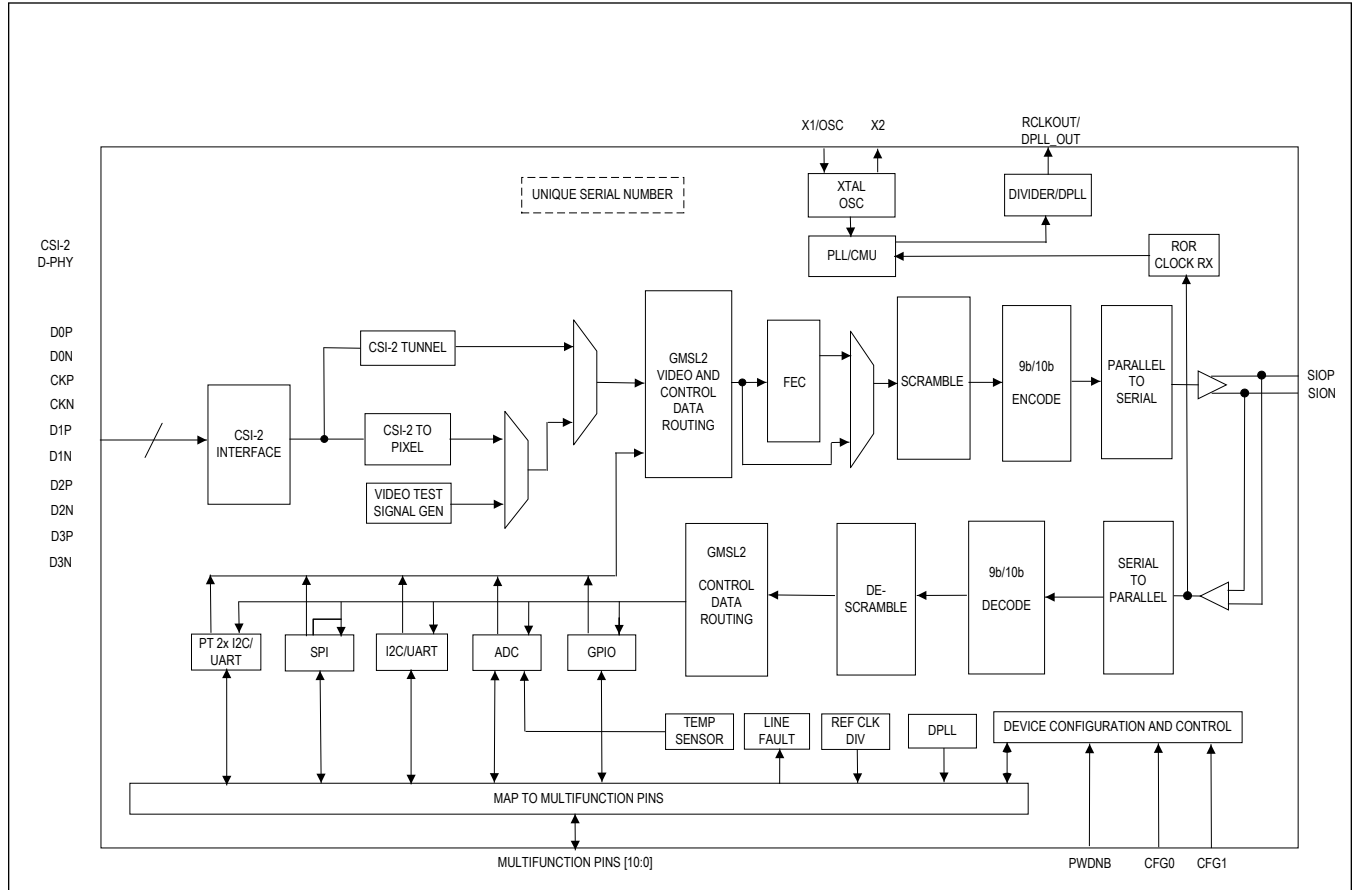 X1/OSC
X2
RCLKOUT/
DPLL_OUT
UNIQUE SERIAL NUMBER
XTAL
OSC
DIVIDER/DPLL
PLL/CMU
ROR
CLOCK RX
CSI-2
D-PHY
D0P
D0N
CKP
CKN
D1P
D1N
D2P
D2N
D3P
D3N
CSI-2
INTERFACE
CSI-2 TUNNEL
CSI-2 TO
PIXEL
VIDEO TEST
SIGNAL GEN
GMSL2
VIDEO AND
CONTROL
DATA
ROUTING
FEC
SCRAMBLE
9b/10b
ENCODE
PARALLEL
TO
SERIAL
SIOP
SION
GMSL2
CONTROL
DATA
ROUTING
DE-
SCRAMBLE
9b/10b
DECODE
SERIAL
TO
PARALLEL
PT 2x I2C/
UART
SPI
I2C/UART
ADC
GPIO
TEMP
SENSOR
LINE
FAULT
REF CLK
DIV
DPLL
DEVICE CONFIGURATION AND CONTROL
MAP TO MULTIFUNCTION PINS
MULTIFUNCTION PINS [10:0]
PWDNB
CFG0
CFG1